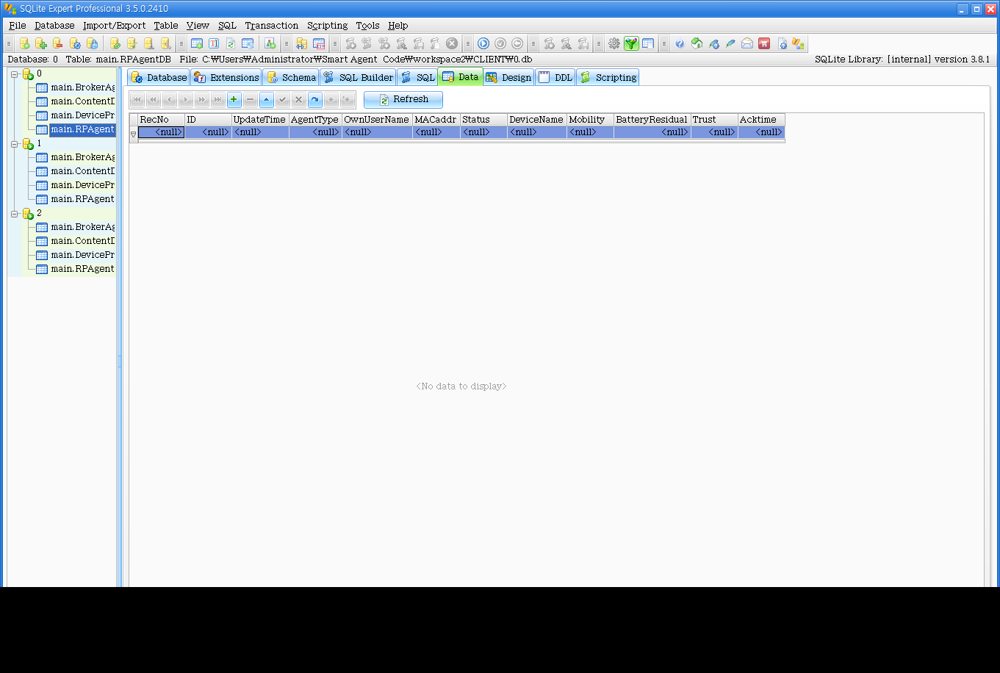 SQLite Expert Professional 3.5.0.2410
File Database Import/Export Table View SQL Transaction Scripting Tools Help
Database: 0 Table: main.RPAgentDB File: C:₩Users₩Administrator₩Smart Agent Code₩workspace2₩CLIENT₩0.db SQLite Library: [internal] version 3.8.1
0
main.BrokerAg
main.ContentD
main.DevicePr
main.RPAgent
1
main.BrokerAg
main.ContentD
main.DevicePr
main.RPAgent
2
main.BrokerAg
main.ContentD
main.DevicePr
main.RPAgent
Database Extensions Schema SQL Builder SQL Data Design DDL Scripting
Refresh
RecNo ID UpdateTime AgentType OwnUserName MACaddr Status DeviceName Mobility BatteryResidual Trust Acktime
<null> <null> <null> <null> <null> <null> <null> <null> <null> <null> <null> <null>
<No data to display>